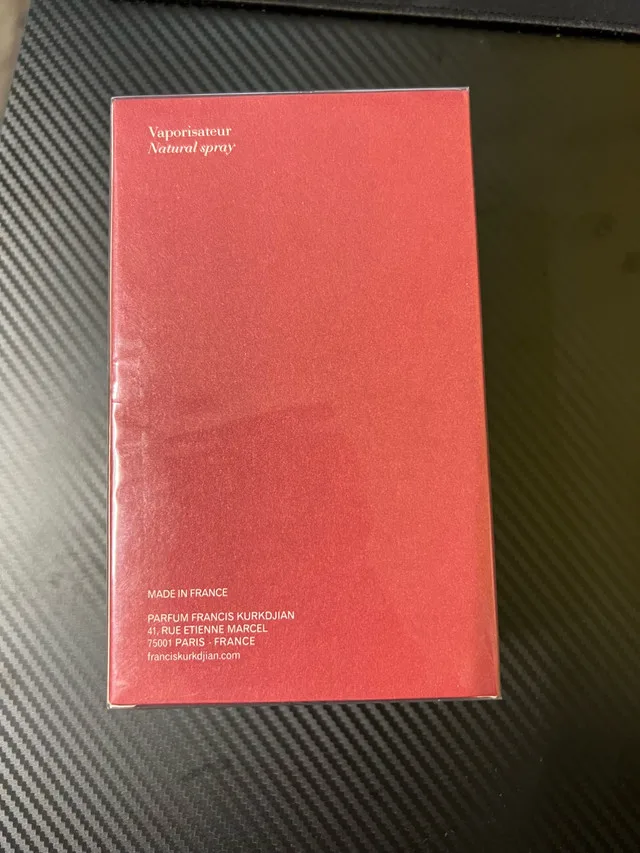 Vaporisateur
Natural spray
MADE IN FRANCE
PARFUM FRANCIS KURKDJIAN
41, RUE ETIENNE MARCEL
75001 PARIS - FRANCE
franciskurkdjian.com